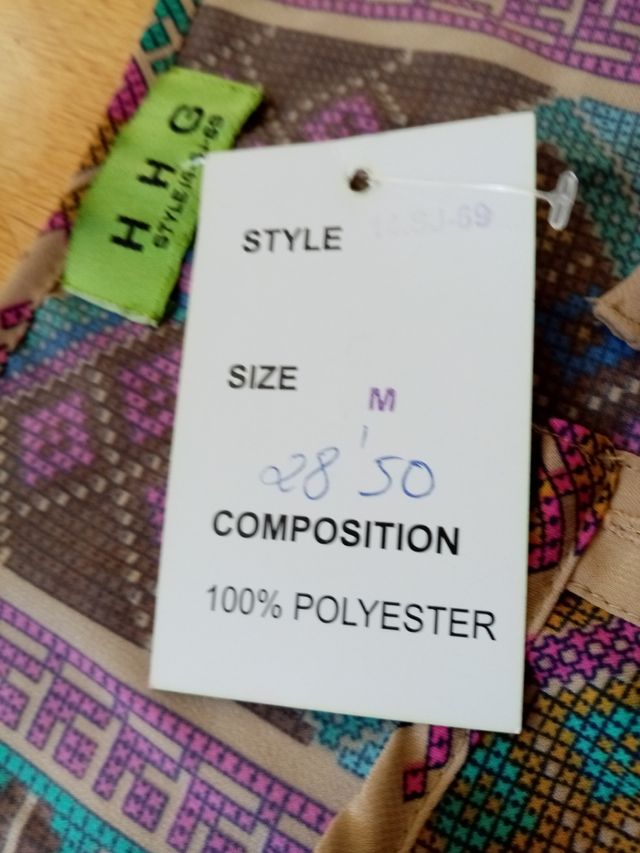 HHG
STYLE
SIZE
M
28'50
COMPOSITION
100% POLYESTER